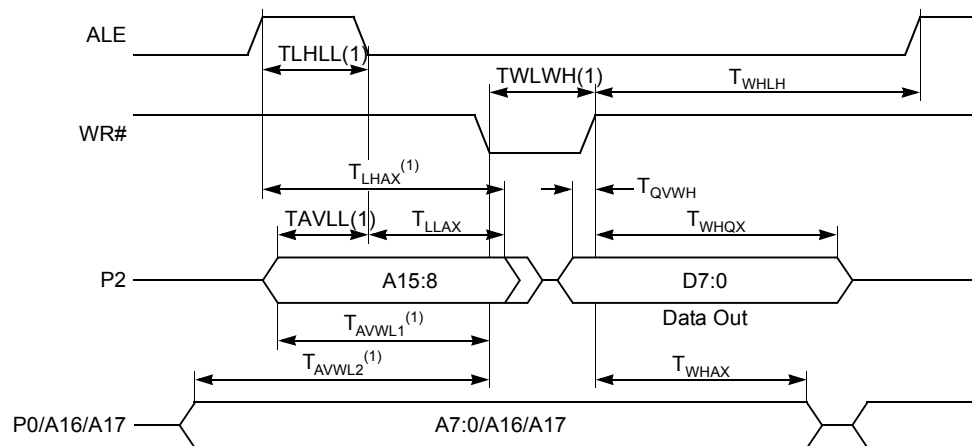 ALE
TLHLL(1)
TWLWH(1)
TWHLH
WR#
TLHAX(1)
TQVWH
TAVLL(1)
TLLAX
TWHQX
P2
A15:8
D7:0
Data Out
TAVWL1(1)
TAVWL2(1)
TWHAX
P0/A16/A17
A7:0/A16/A17